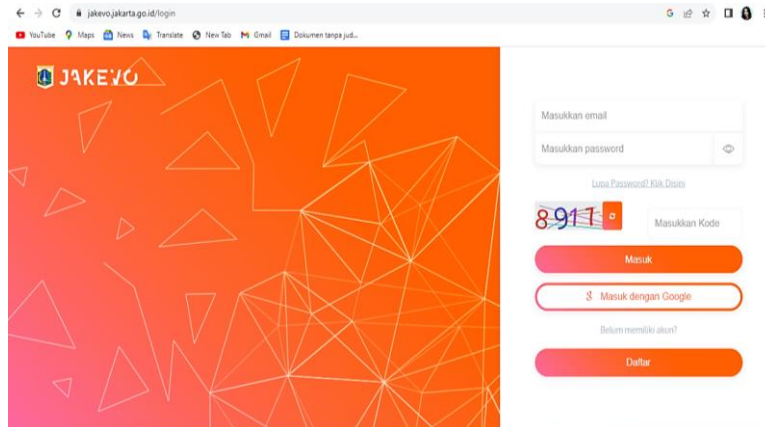 jakevo.jakarta.go.id/login
YouTube Maps News Translate New Tab Gmail Dokumen tanpa jud...
JAKEVO
Masukkan email
Masukkan password
Lupa Password? Klik Disini
8917
Masukkan Kode
Masuk
Masuk dengan Google
Belum memiliki akun?
Daftar